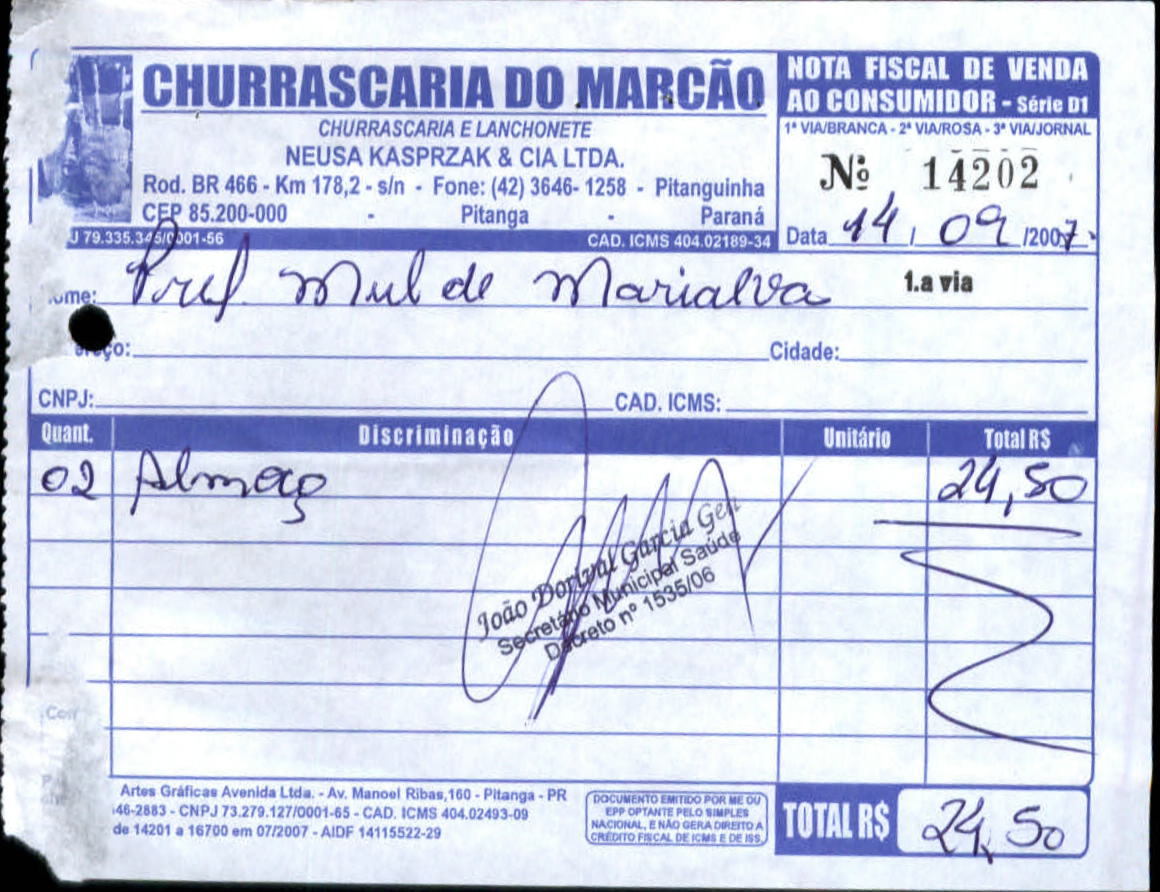 CHURRASCARIA DO MARCÃO
CHURRASCARIA E LANCHONETE
NEUSA KASPRZAK & CIA LTDA.
Rod. BR 466 - Km 178,2 - s/n - Fone: (42) 3646-1258 - Pitanguinha
CEP 85.200-000 - Pitanga - Paraná
J 79.335.345/0001-56 CAD. ICMS 404.02189-34
NOTA FISCAL DE VENDA
AO CONSUMIDOR - Série D1
1ª VIA/BRANCA - 2ª VIA/ROSA - 3ª VIA/JORNAL
Nº 14202
Data 14 / 09 /2007
1.a via
ome: Pref Mul de Marialva
reço: Cidade:
CNPJ: CAD. ICMS:
Quant. Discriminação Unitário Total R$
02 Almoço 24,50
João Dorival Garcia
Secretário Municipal Saúde
Decreto nº 1535/06
Artes Gráficas Avenida Ltda. - Av. Manoel Ribas,160 - Pitanga - PR
46-2883 - CNPJ 73.279.127/0001-65 - CAD. ICMS 404.02493-09
de 14201 a 16700 em 07/2007 - AIDF 14115522-29
DOCUMENTO EMITIDO POR ME OU
EPP OPTANTE PELO SIMPLES
NACIONAL, E NÃO GERA DIREITO A
CRÉDITO FISCAL DE ICMS E DE ISS.
TOTAL R$ 24,50